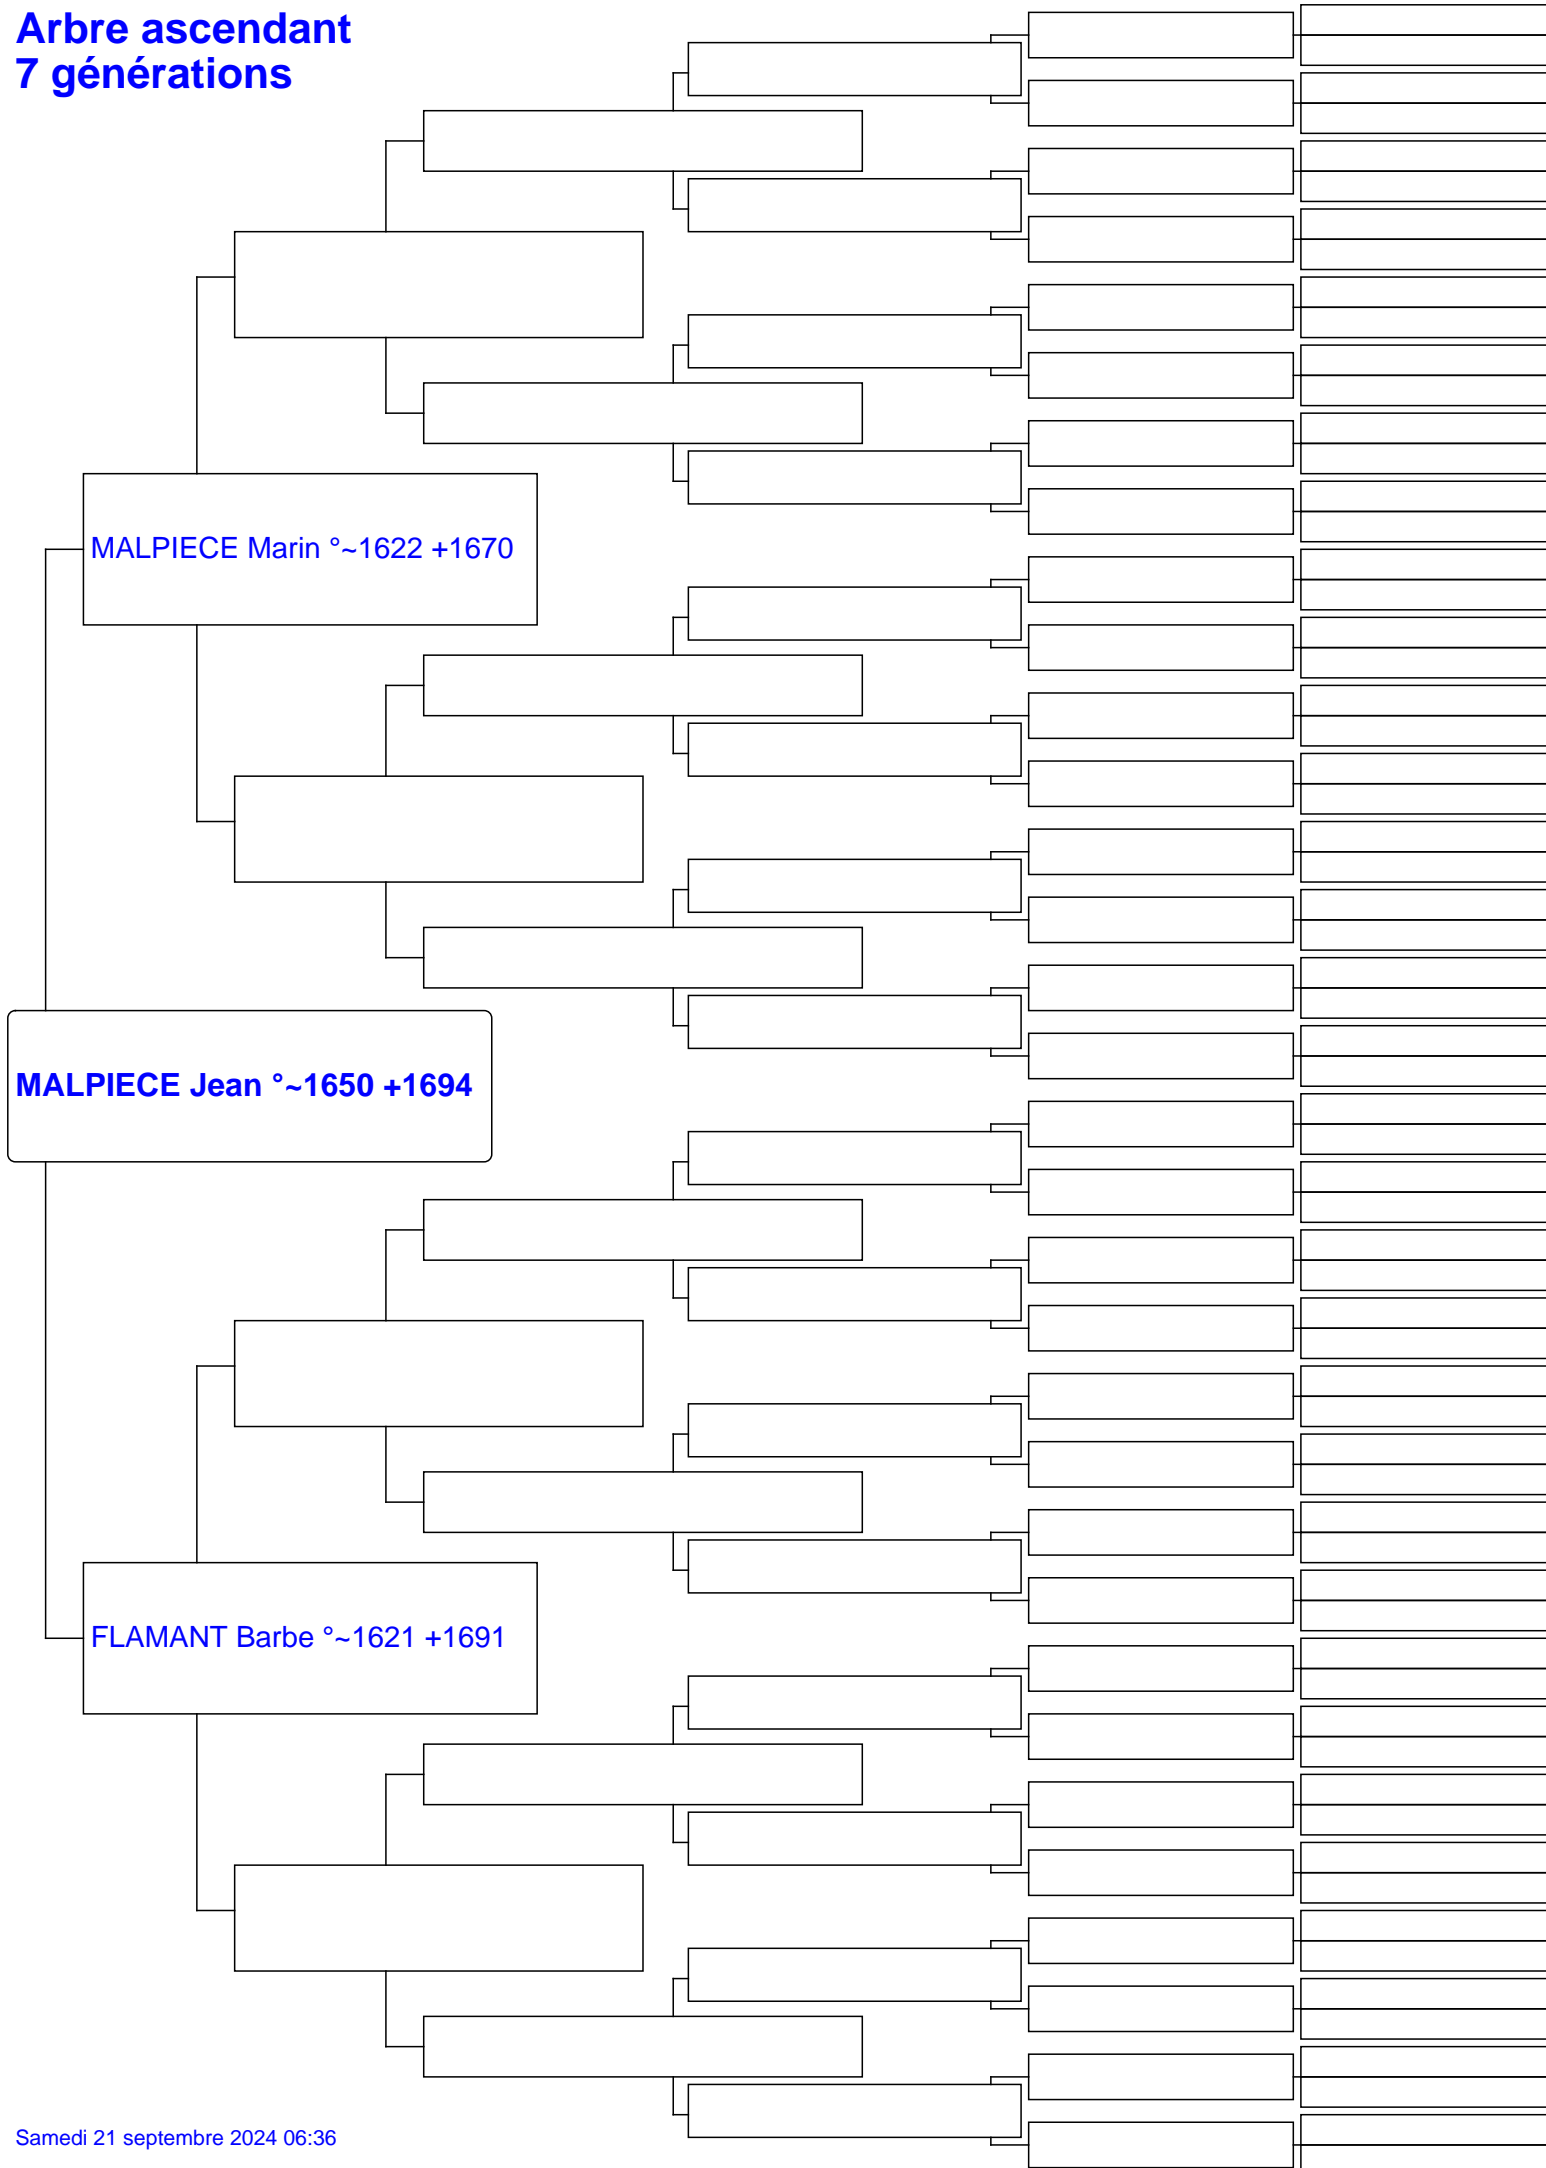 Arbre ascendant
7 générations
MALPIECE Marin °~1622 +1670
MALPIECE Jean °~1650 +1694
FLAMANT Barbe °~1621 +1691
Samedi 21 septembre 2024 06:36